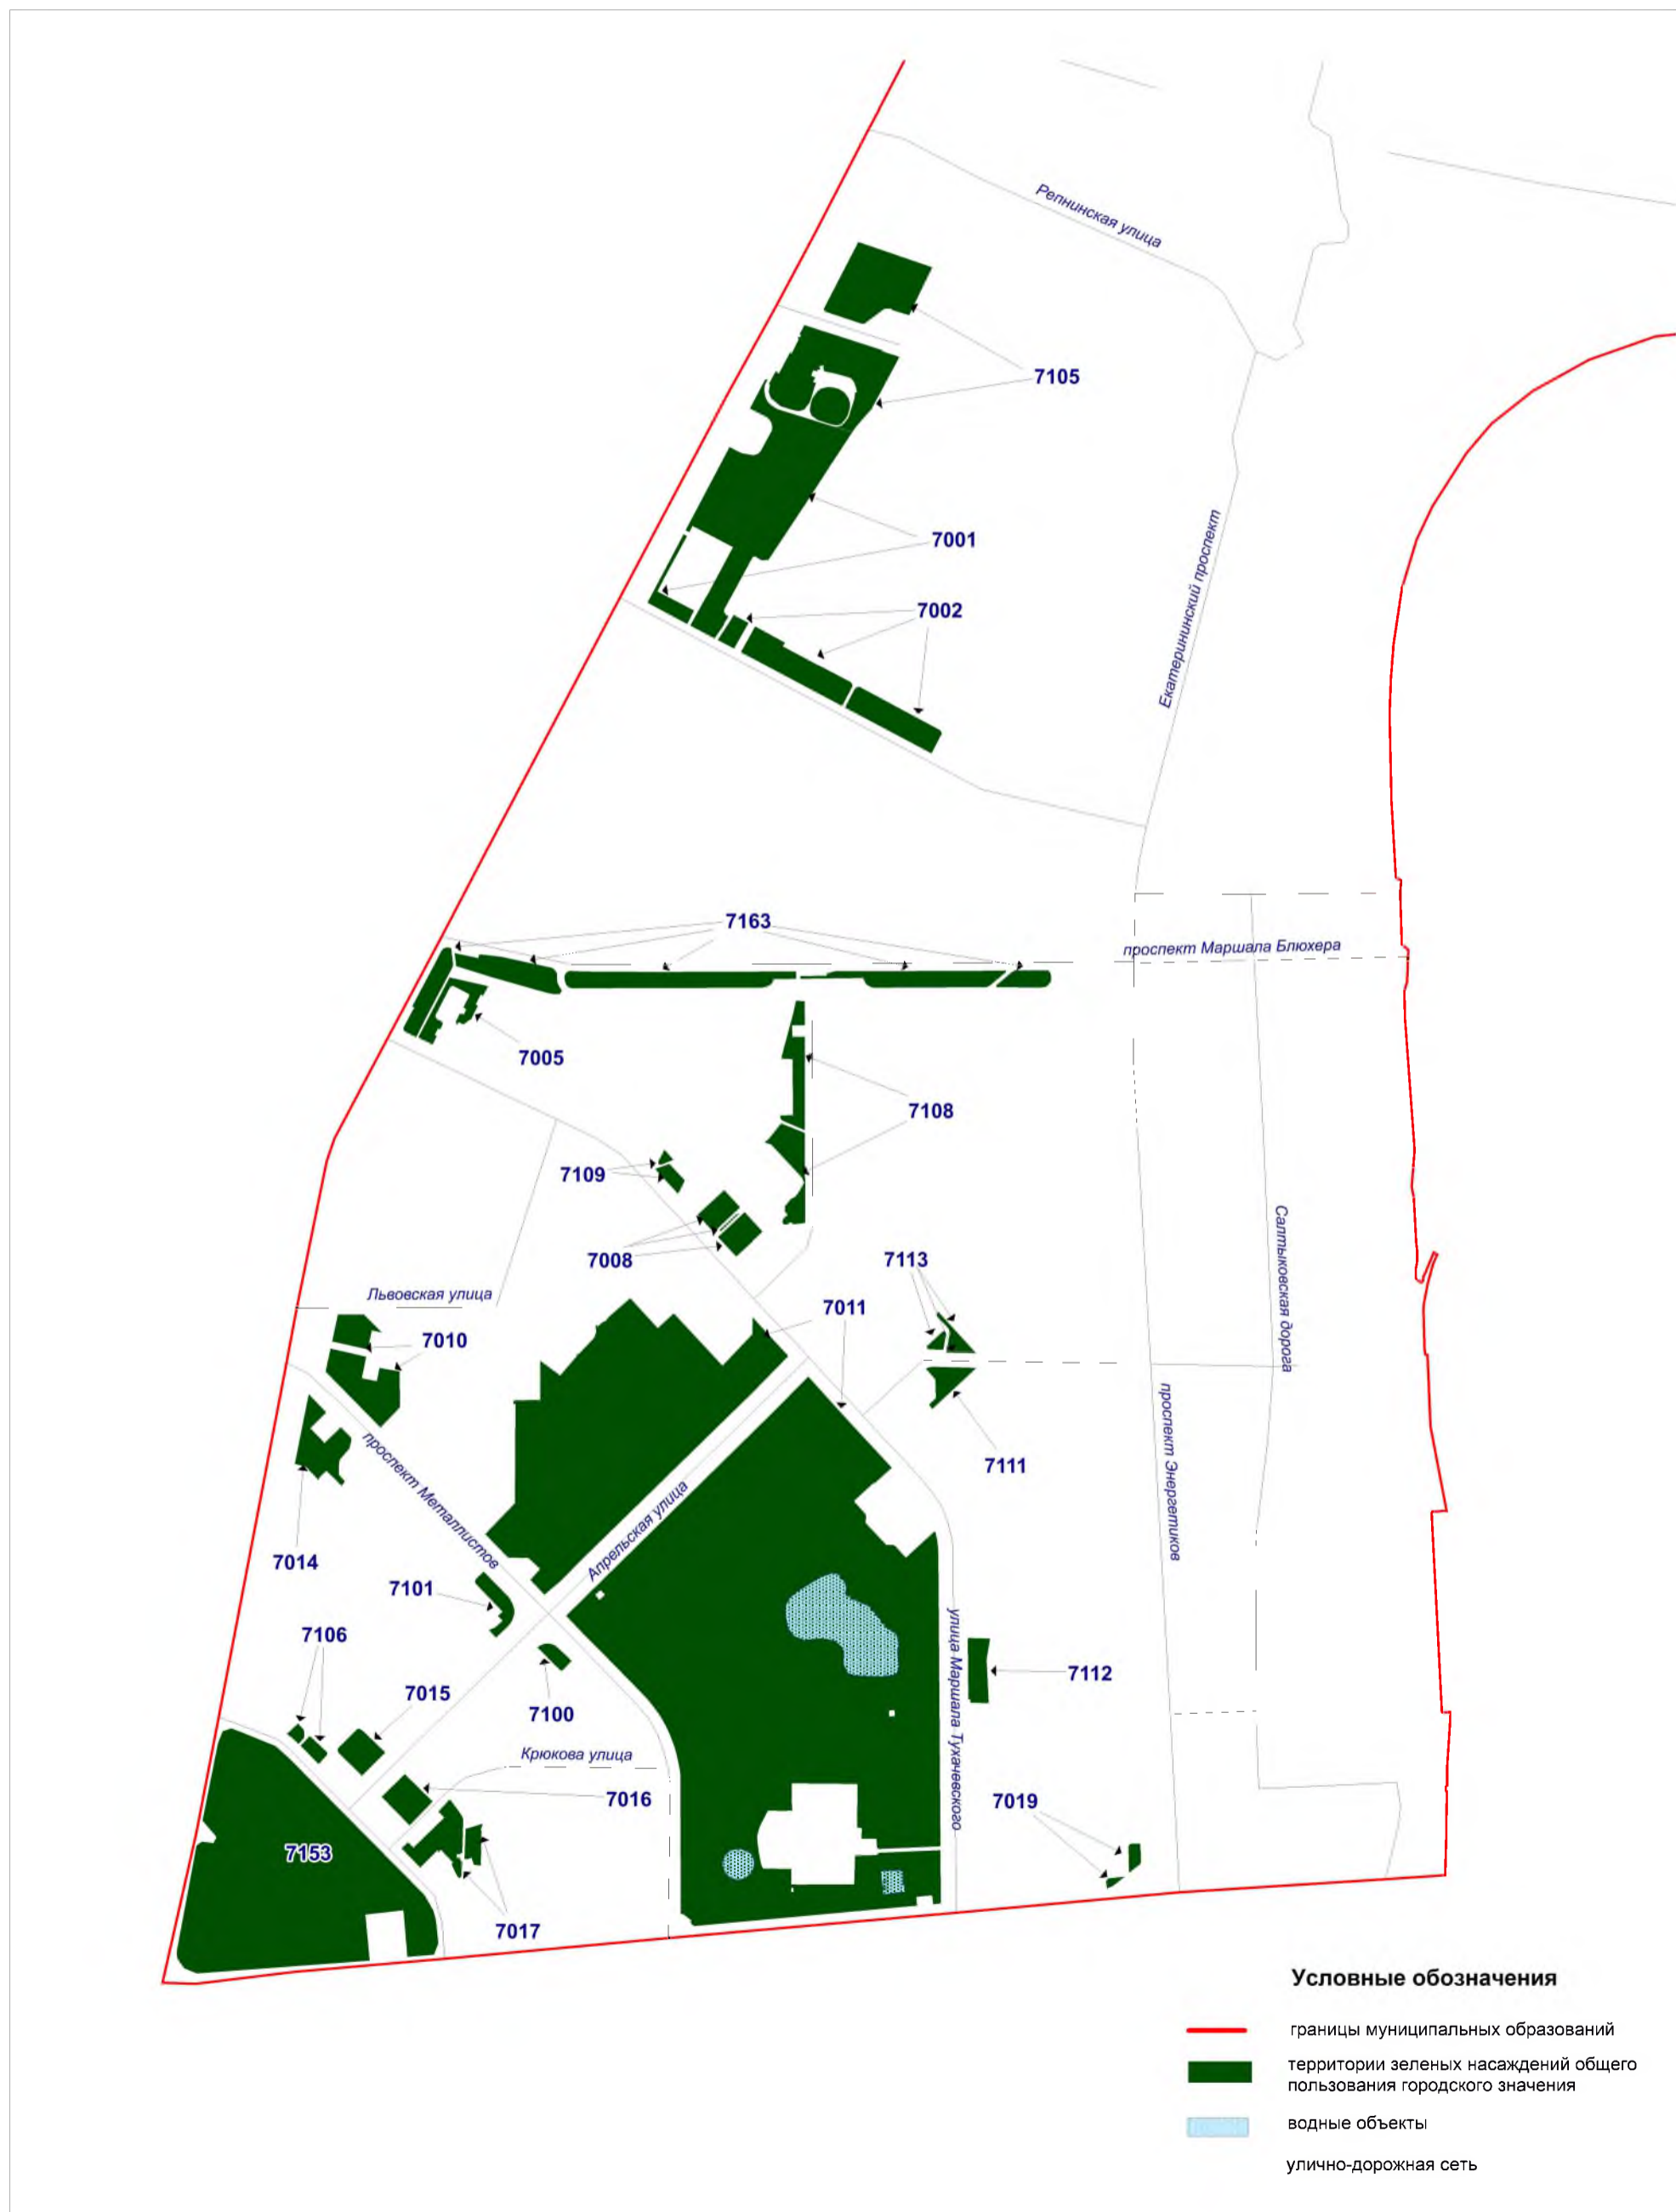 Репнинская улица
7105
7001
Екатерининский проспект
7002
7163
проспект Маршала Блюхера
7005
7108
7109
7008
7113
Салтыковская дорога
Львовская улица
7011
7010
проспект Металлистов
7111
проспект Энергетиков
Апрельская улица
7014
7101
7106
улица Маршала Тухачевского
7112
7015
7100
Крюкова улица
7016
7019
7153
7017
Условные обозначения
границы муниципальных образований
территории зеленых насаждений общего
пользования городского значения
водные объекты
улично-дорожная сеть